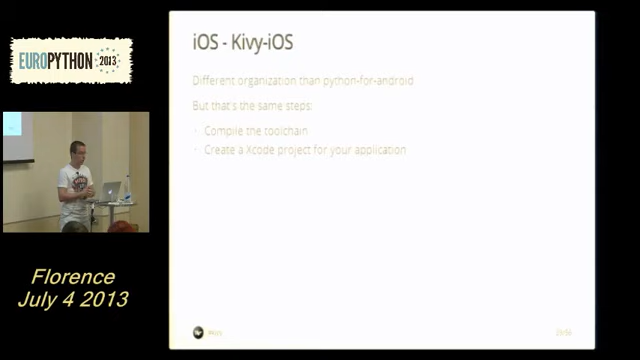 EUROPYTHON 2013
Florence
July 4 2013
iOS - Kivy-iOS
Different organization than python-for-android
But that's the same steps:
· Compile the toolchain
· Create a Xcode project for your application